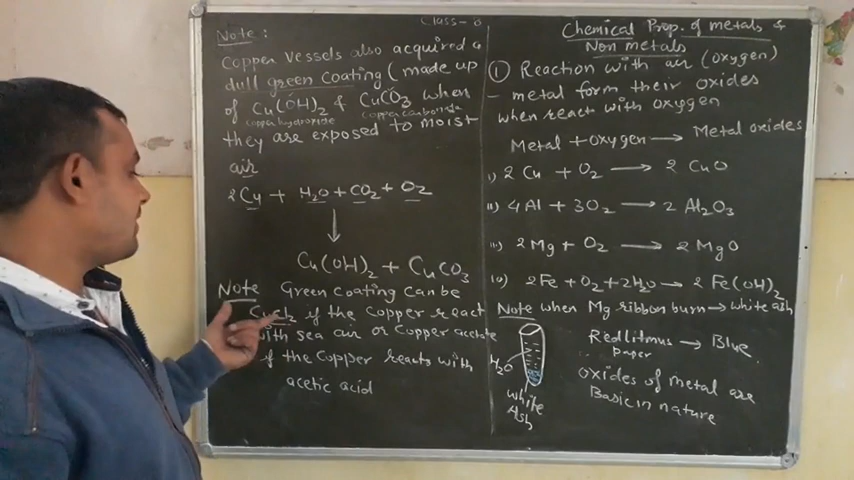 Class-8
Note:
Copper vessels also acquired a
dull green coating (made up
of Cu(OH)2 & CuCO3 when
copper hydroxide copper carbonate
they are exposed to moist
air
2Cu + H2O + CO2 + O2
↓
Cu(OH)2 + CuCO3
Note Green coating can be
if the copper react
with sea air or copper acetate
if the copper reacts with
acetic acid
Chemical Prop. of metals &
Non metals
① Reaction with air (oxygen)
- metal form their oxides
when react with oxygen
Metal + oxygen → Metal oxides
i) 2Cu + O2 → 2CuO
ii) 4Al + 3O2 → 2Al2O3
iii) 2Mg + O2 → 2MgO
iv) 2Fe + O2 + 2H2O → 2Fe(OH)2
Note when Mg ribbon burn → white ash
Red litmus → Blue.
paper
H2O
oxides of metal are
Basic in nature
white
Ash